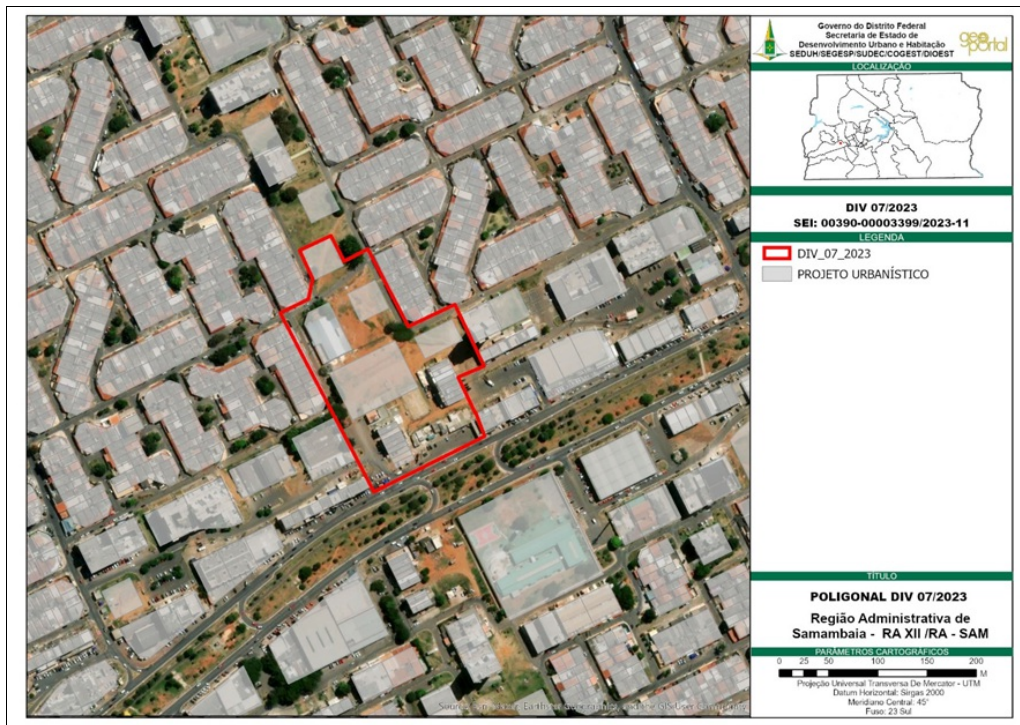 Governo do Distrito Federal
Secretaria de Estado de
Desenvolvimento Urbano e Habitação
SEDUH/SEGESP/SUDEC/COGEST/DIOEST
geo
portal
LOCALIZAÇÃO
DIV 07/2023
SEI: 00390-00003399/2023-11
LEGENDA
DIV_07_2023
PROJETO URBANÍSTICO
TÍTULO
POLIGONAL DIV 07/2023
Região Administrativa de
Samambaia - RA XII /RA - SAM
PARÂMETROS CARTOGRÁFICOS
0 25 50 100 150 200
M
Projeção Universal Transversa De Mercator - UTM
Datum Horizontal: Sirgas 2000
Meridiano Central: 45°
Fuso: 23 Sul